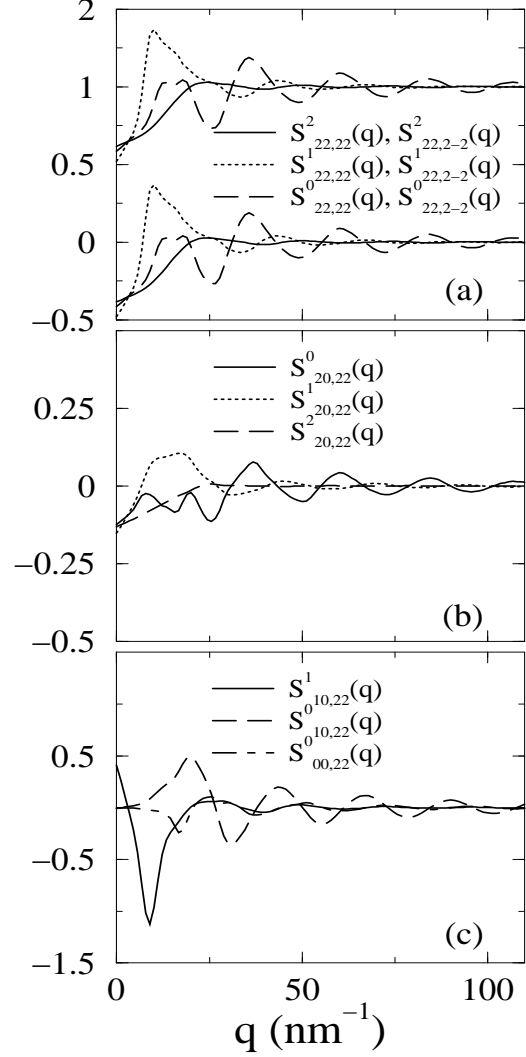 2
1
S²₂₂,₂₂(q), S²₂₂,₂₋₂(q)
0.5
S¹₂₂,₂₂(q), S¹₂₂,₂₋₂(q)
S⁰₂₂,₂₂(q), S⁰₂₂,₂₋₂(q)
0
(a)
−0.5
S⁰₂₀,₂₂(q)
0.25
S¹₂₀,₂₂(q)
S²₂₀,₂₂(q)
0
−0.25
(b)
−0.5
S¹₁₀,₂₂(q)
S⁰₁₀,₂₂(q)
0.5
S⁰₀₀,₂₂(q)
−0.5
(c)
−1.5
0 50 100
q (nm⁻¹)